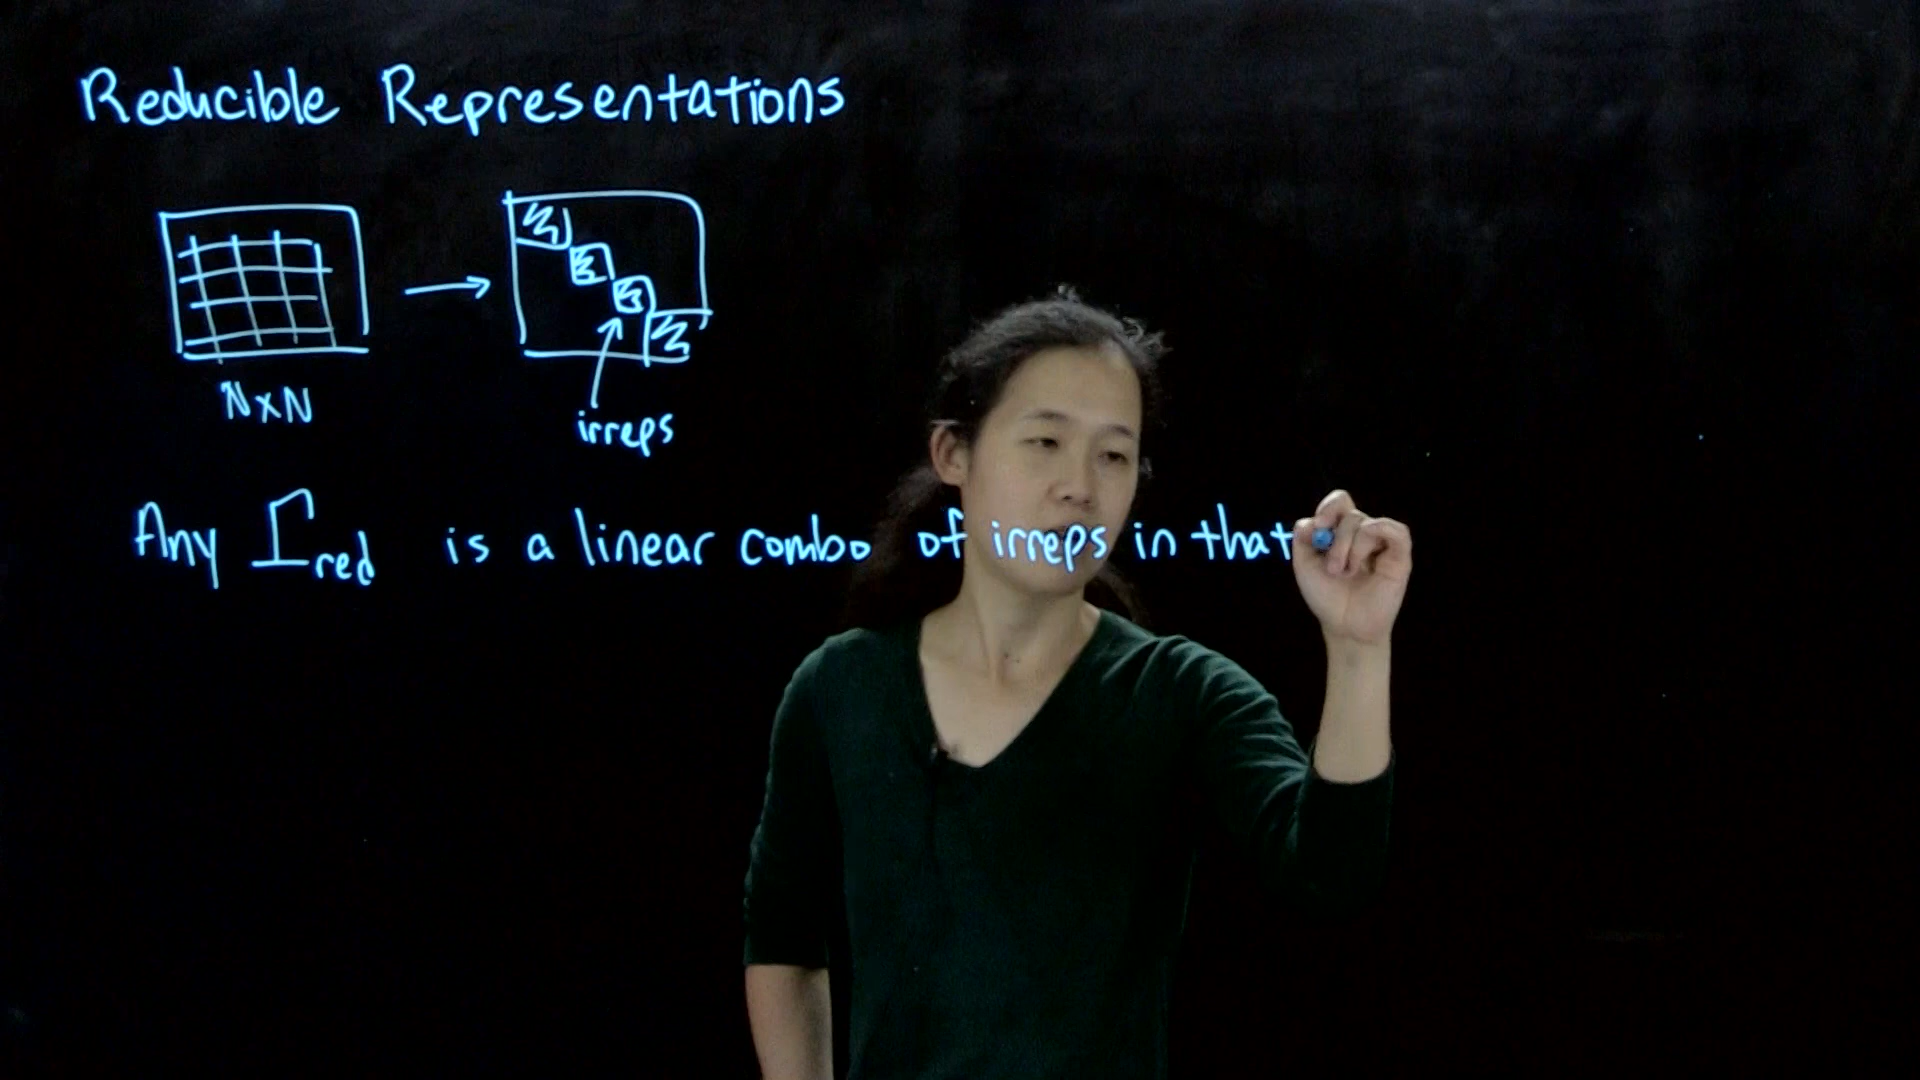 Reducible Representations
N×N
irreps
Any Γred is a linear combo of irreps in that